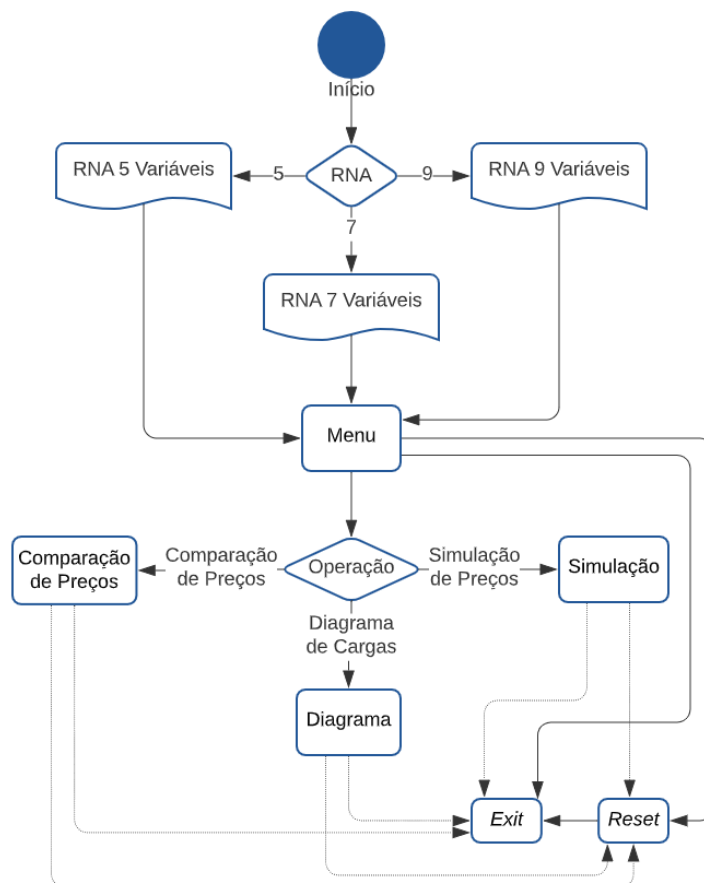 Início
RNA 5 Variáveis
5
RNA
9
RNA 9 Variáveis
7
RNA 7 Variáveis
Menu
Comparação
de Preços
Comparação
de Preços
Operação
Simulação
de Preços
Simulação
Diagrama
de Cargas
Diagrama
Exit
Reset